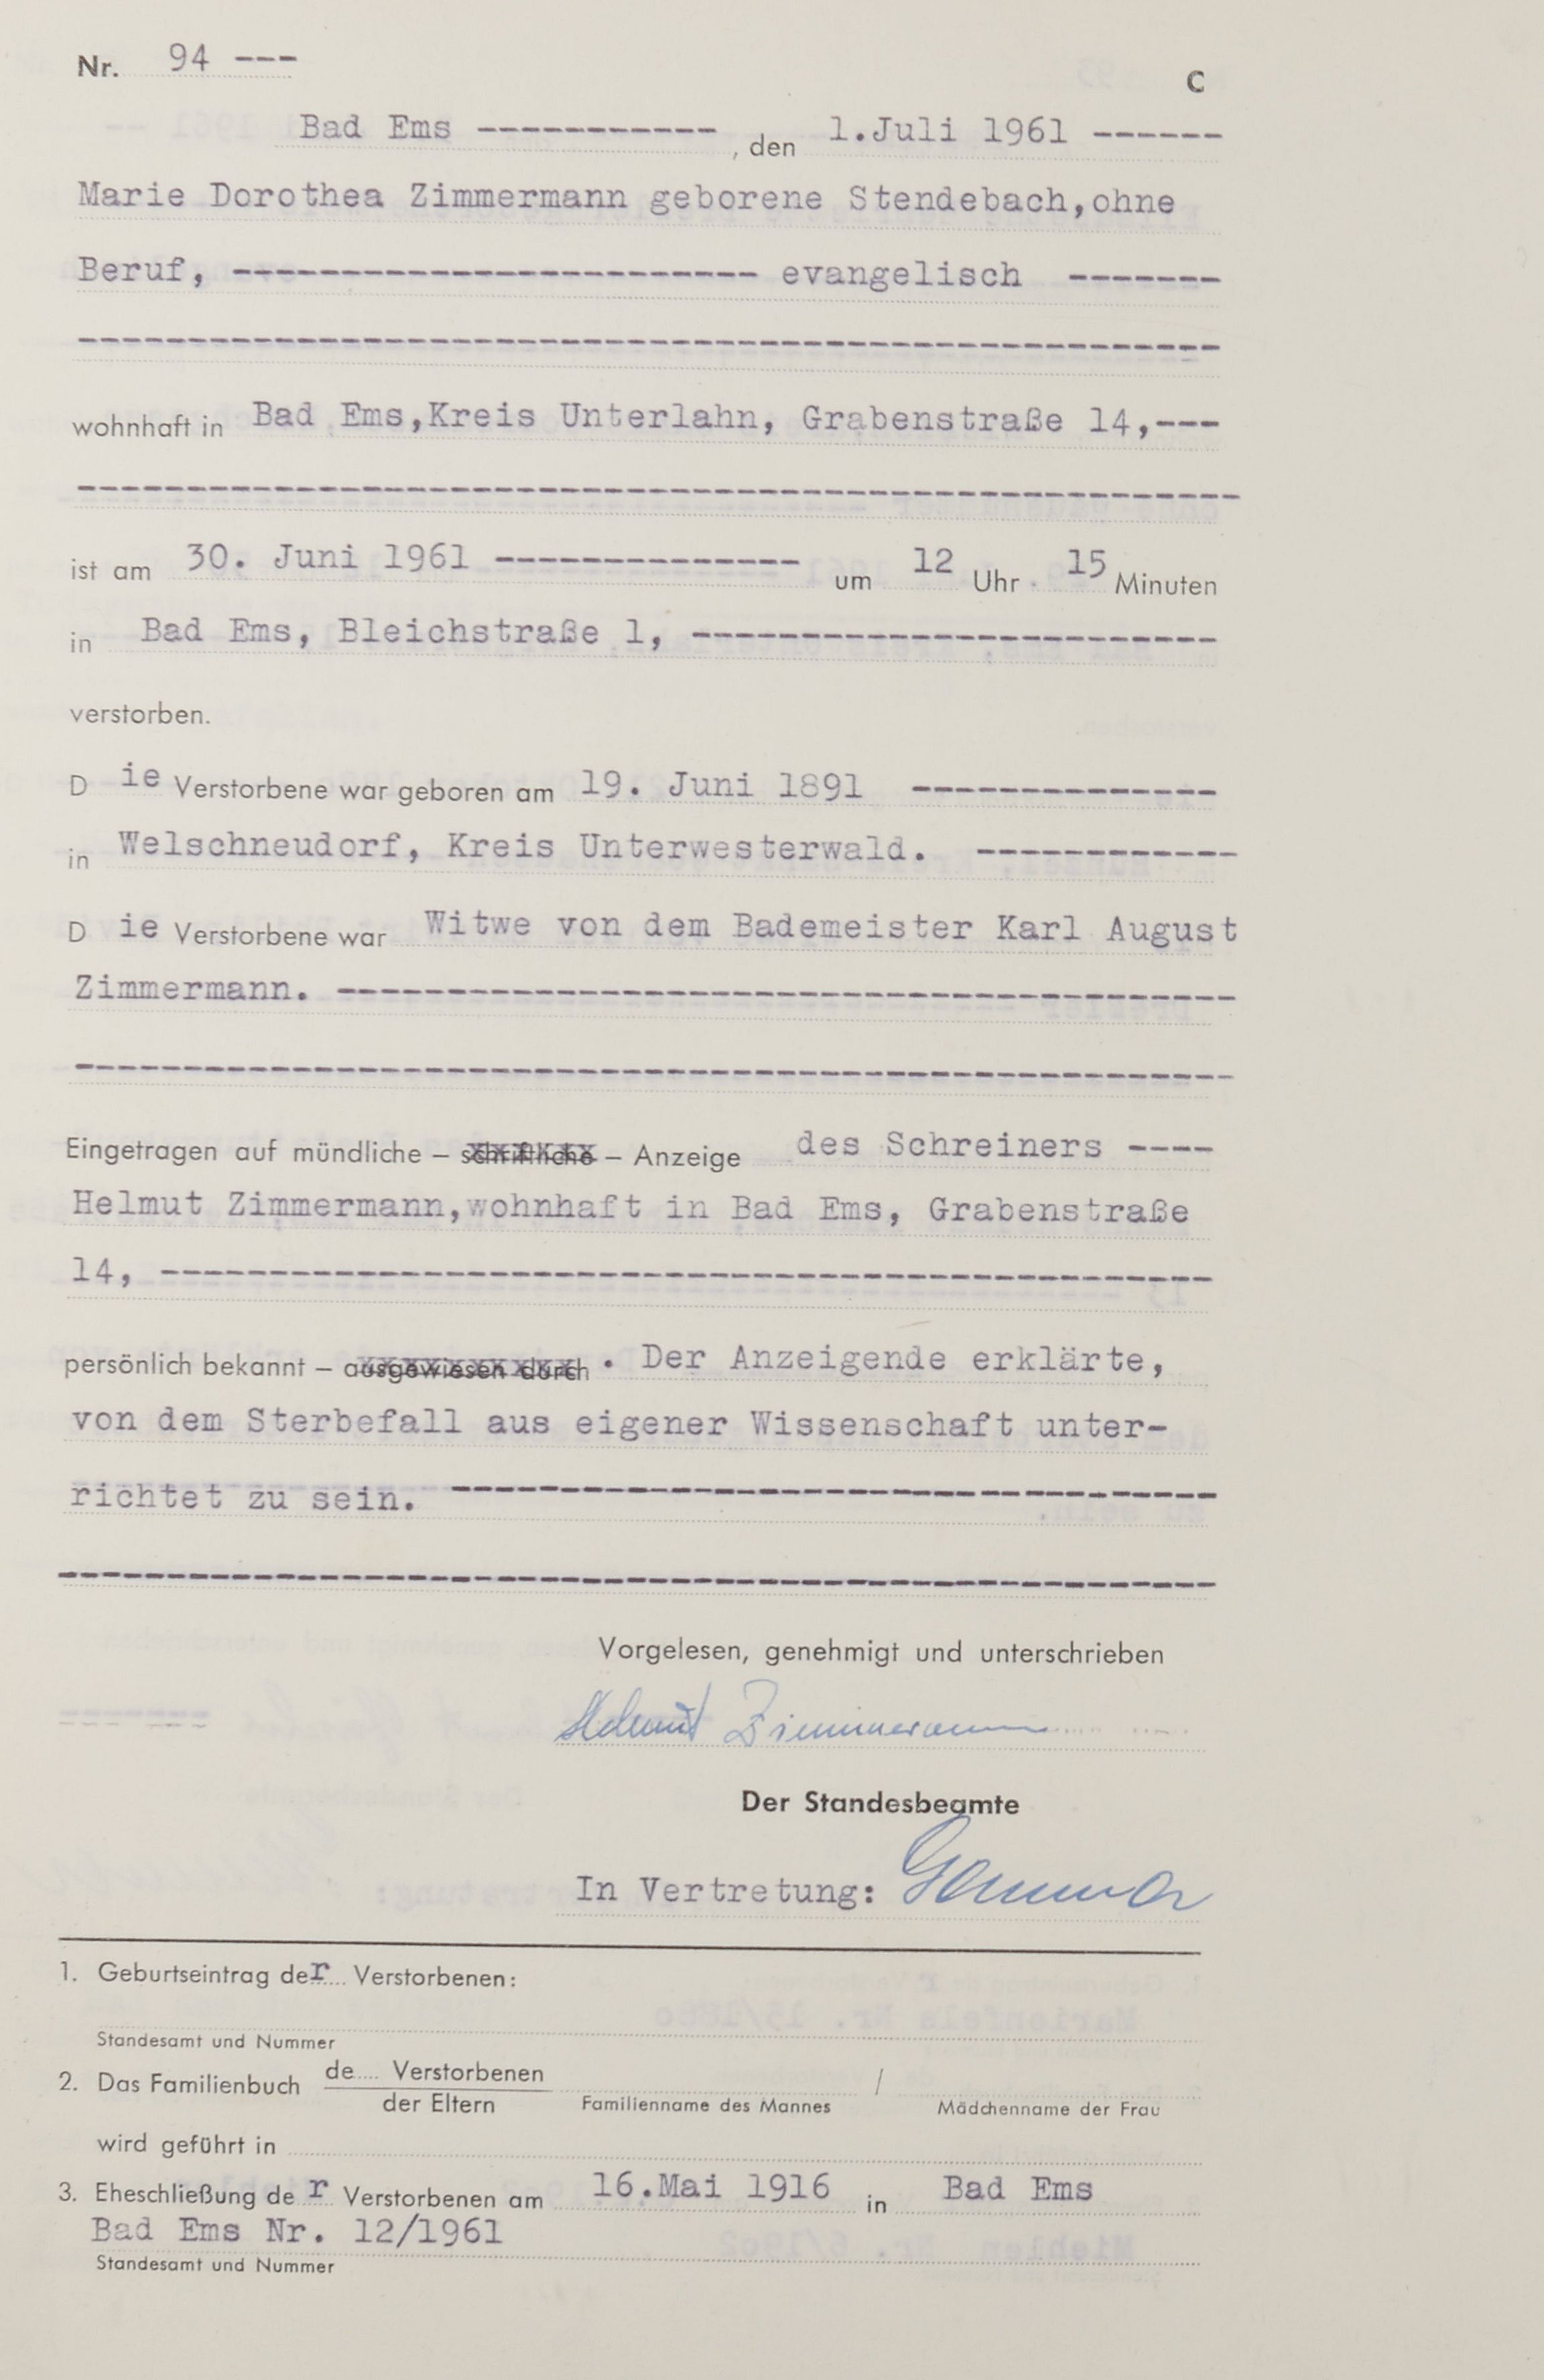 Nr. 94 ---
C
Bad Ems -----------, den 1.Juli 1961 ------
Marie Dorothea Zimmermann geborene Stendebach,ohne
Beruf, ------------------------ evangelisch -------
wohnhaft in Bad Ems,Kreis Unterlahn, Grabenstraße 14,---
ist am 30. Juni 1961 -------------- um 12 Uhr 15 Minuten
in Bad Ems, Bleichstraße 1, ------------------------
verstorben.
Die Verstorbene war geboren am 19. Juni 1891 --------------
in Welschneudorf, Kreis Unterwesterwald. ------------
Die Verstorbene war Witwe von dem Bademeister Karl August
Zimmermann. -----------------------------------------
Eingetragen auf mündliche – schriftliche – Anzeige des Schreiners ----
Helmut Zimmermann,wohnhaft in Bad Ems, Grabenstraße
14, ------------------------------------------------
persönlich bekannt – ausgewiesen durch . Der Anzeigende erklärte,
von dem Sterbefall aus eigener Wissenschaft unter-
richtet zu sein. -----------------------------------
Vorgelesen, genehmigt und unterschrieben
Helmut Zimmermann
Der Standesbeamte
In Vertretung:
1. Geburtseintrag der Verstorbenen:
Standesamt und Nummer
2. Das Familienbuch de.... Verstorbenen
der Eltern
/
Familienname des Mannes Mädchenname der Frau
wird geführt in
3. Eheschließung der Verstorbenen am 16.Mai 1916 in Bad Ems
Bad Ems Nr. 12/1961
Standesamt und Nummer